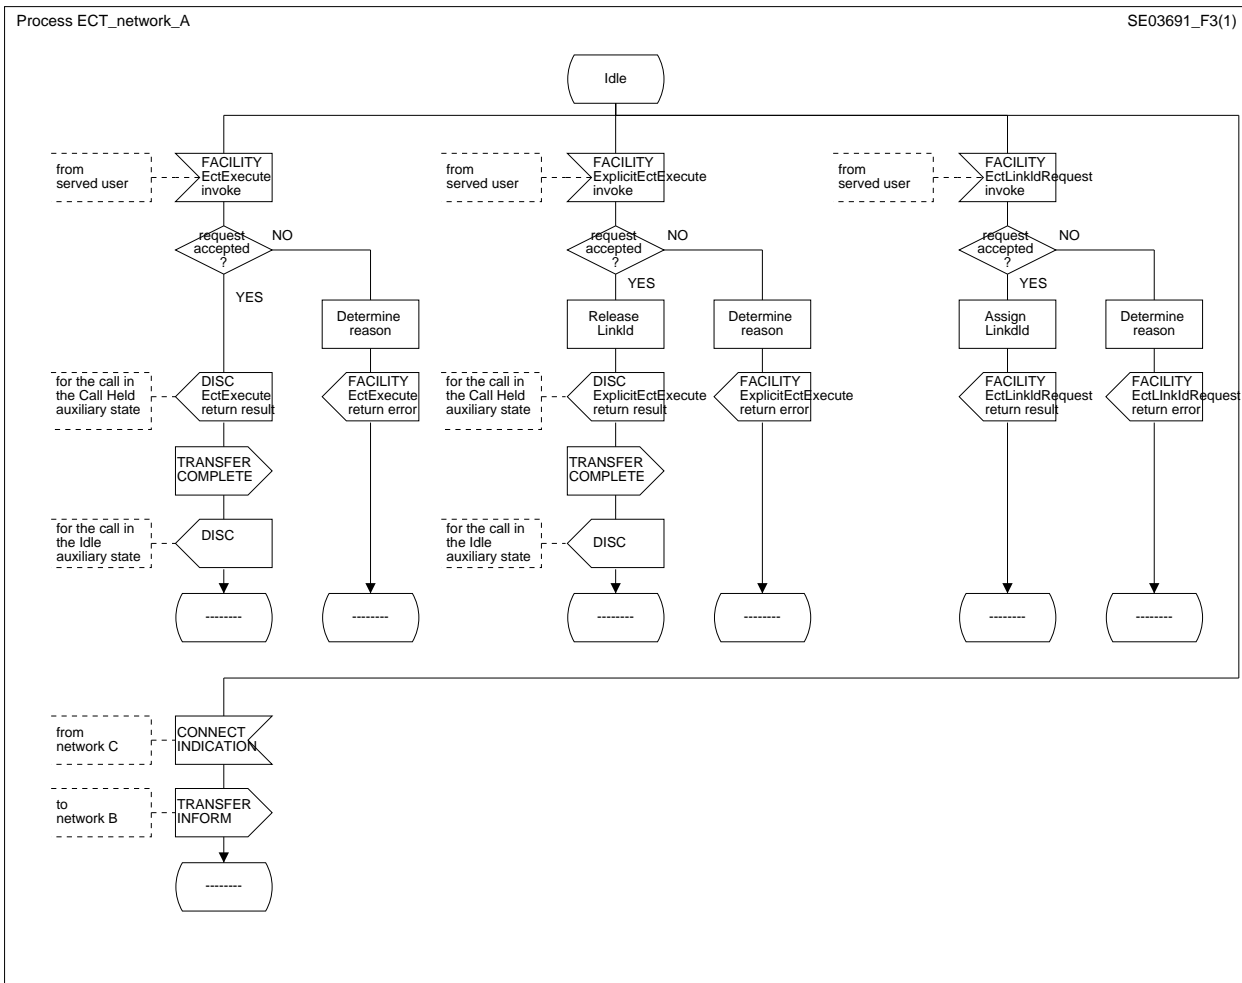 Process ECT_network_A
SE03691_F3(1)
Idle
from
served user
FACILITY
EctExecute
invoke
from
served user
FACILITY
ExplicitEctExecute
invoke
from
served user
FACILITY
EctLinkIdRequest
invoke
request
accepted
?
NO
YES
request
accepted
?
NO
YES
request
accepted
?
NO
YES
Determine
reason
Release
LinkId
Determine
reason
Assign
LinkdId
Determine
reason
for the call in
the Call Held
auxiliary state
DISC
EctExecute
return result
FACILITY
EctExecute
return error
for the call in
the Call Held
auxiliary state
DISC
ExplicitEctExecute
return result
FACILITY
ExplicitEctExecute
return error
FACILITY
EctLinkIdRequest
return result
FACILITY
EctLInkIdRequest
return error
TRANSFER
COMPLETE
TRANSFER
COMPLETE
for the call in
the Idle
auxiliary state
DISC
for the call in
the Idle
auxiliary state
DISC
--------
--------
--------
--------
--------
--------
from
network C
CONNECT
INDICATION
to
network B
TRANSFER
INFORM
--------